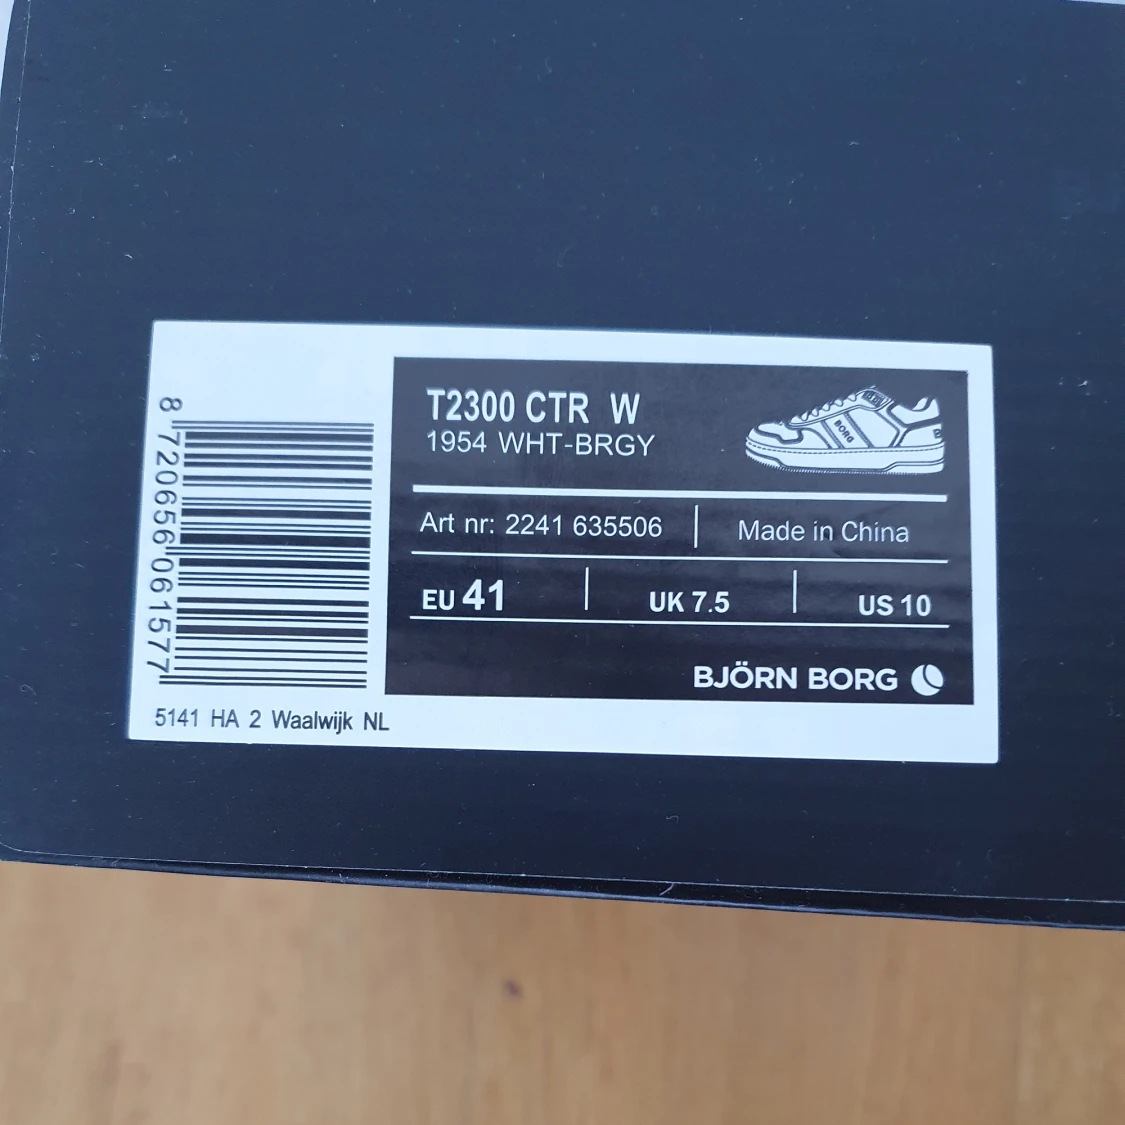 T2300 CTR W
1954 WHT-BRGY
BORG
Art nr: 2241 635506
Made in China
EU 41
UK 7.5
US 10
BJÖRN BORG
8 720656 061577
5141 HA 2 Waalwijk NL